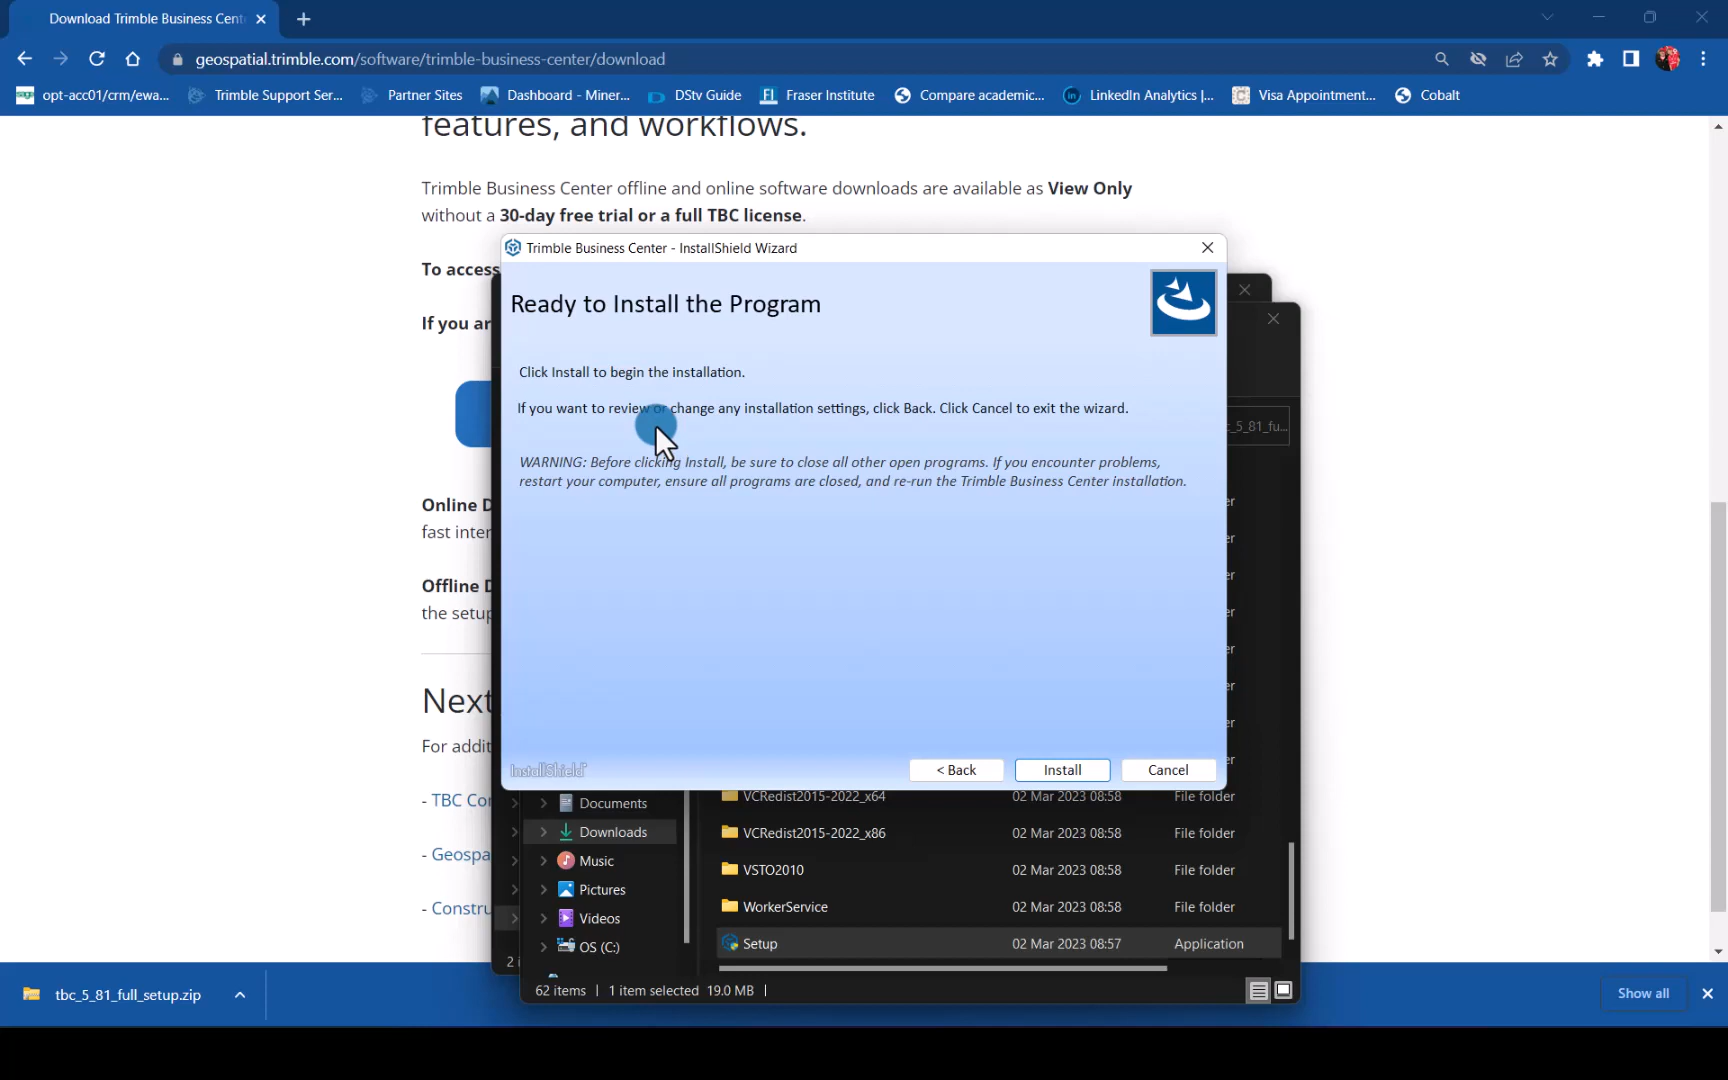 Download Trimble Business Cent
geospatial.trimble.com/software/trimble-business-center/download
opt-acc01/crm/ewa...
Trimble Support Ser...
Partner Sites
Dashboard - Miner...
DStv Guide
Fraser Institute
Compare academic...
LinkedIn Analytics |...
Visa Appointment...
Cobalt
features, and workflows.
Trimble Business Center offline and online software downloads are available as View Only
without a 30-day free trial or a full TBC license.
To access
If you ar
Online D
fast inter
Offline D
the setup
Next
For addit
- TBC Co
- Geospa
- Constru
Trimble Business Center - InstallShield Wizard
Ready to Install the Program
Click Install to begin the installation.
If you want to review or change any installation settings, click Back. Click Cancel to exit the wizard.
WARNING: Before clicking Install, be sure to close all other open programs. If you encounter problems,
restart your computer, ensure all programs are closed, and re-run the Trimble Business Center installation.
InstallShield
< Back
Install
Cancel
c_5_81_fu...
er
er
er
er
er
er
er
er
Documents
Downloads
Music
Pictures
Videos
OS (C:)
VCRedist2015-2022_x64 02 Mar 2023 08:58 File folder
VCRedist2015-2022_x86 02 Mar 2023 08:58 File folder
VSTO2010 02 Mar 2023 08:58 File folder
WorkerService 02 Mar 2023 08:58 File folder
Setup 02 Mar 2023 08:57 Application
2 i
62 items | 1 item selected 19.0 MB |
tbc_5_81_full_setup.zip
Show all